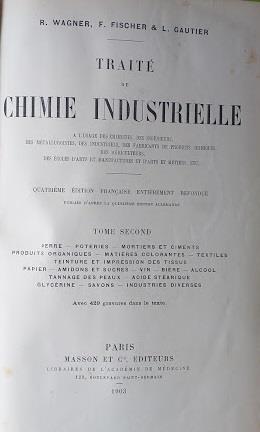 R. WAGNER, F. FISCHER & L. GAUTIER
TRAITÉ
DE
CHIMIE INDUSTRIELLE
A L'USAGE DES CHIMISTES, DES INGÉNIEURS,
DES MÉTALLURGISTES, DES INDUSTRIELS, DES FABRICANTS DE PRODUITS CHIMIQUES,
DES AGRICULTEURS,
DES ÉCOLES D'ARTS ET MANUFACTURES ET D'ARTS ET MÉTIERS, ETC.
QUATRIÈME ÉDITION FRANÇAISE ENTIÈREMENT REFONDUE
PUBLIÉE D'APRÈS LA QUINZIÈME ÉDITION ALLEMANDE
TOME SECOND
VERRE — POTERIES — MORTIERS ET CIMENTS
PRODUITS ORGANIQUES — MATIÈRES COLORANTES — TEXTILES
TEINTURE ET IMPRESSION DES TISSUS
PAPIER — AMIDONS ET SUCRES — VIN — BIÈRE — ALCOOL
TANNAGE DES PEAUX — ACIDE STÉARIQUE
GLYCÉRINE — SAVONS — INDUSTRIES DIVERSES
Avec 429 gravures dans le texte.
PARIS
MASSON ET Cie, ÉDITEURS
LIBRAIRES DE L'ACADÉMIE DE MÉDECINE
120, BOULEVARD SAINT-GERMAIN
1903